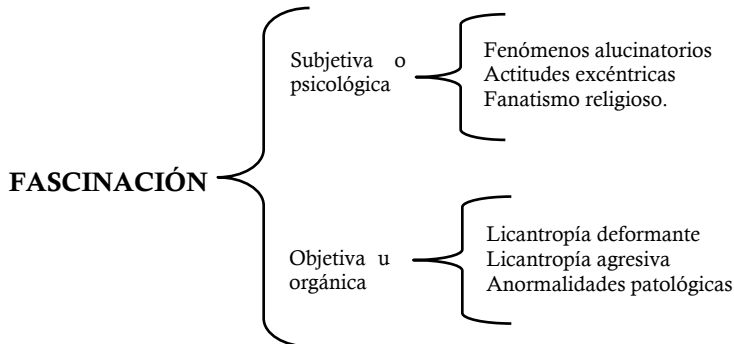 FASCINACIÓN
Subjetiva o
psicológica
Fenómenos alucinatorios
Actitudes excéntricas
Fanatismo religioso.
Objetiva u
orgánica
Licantropía deformante
Licantropía agresiva
Anormalidades patológicas